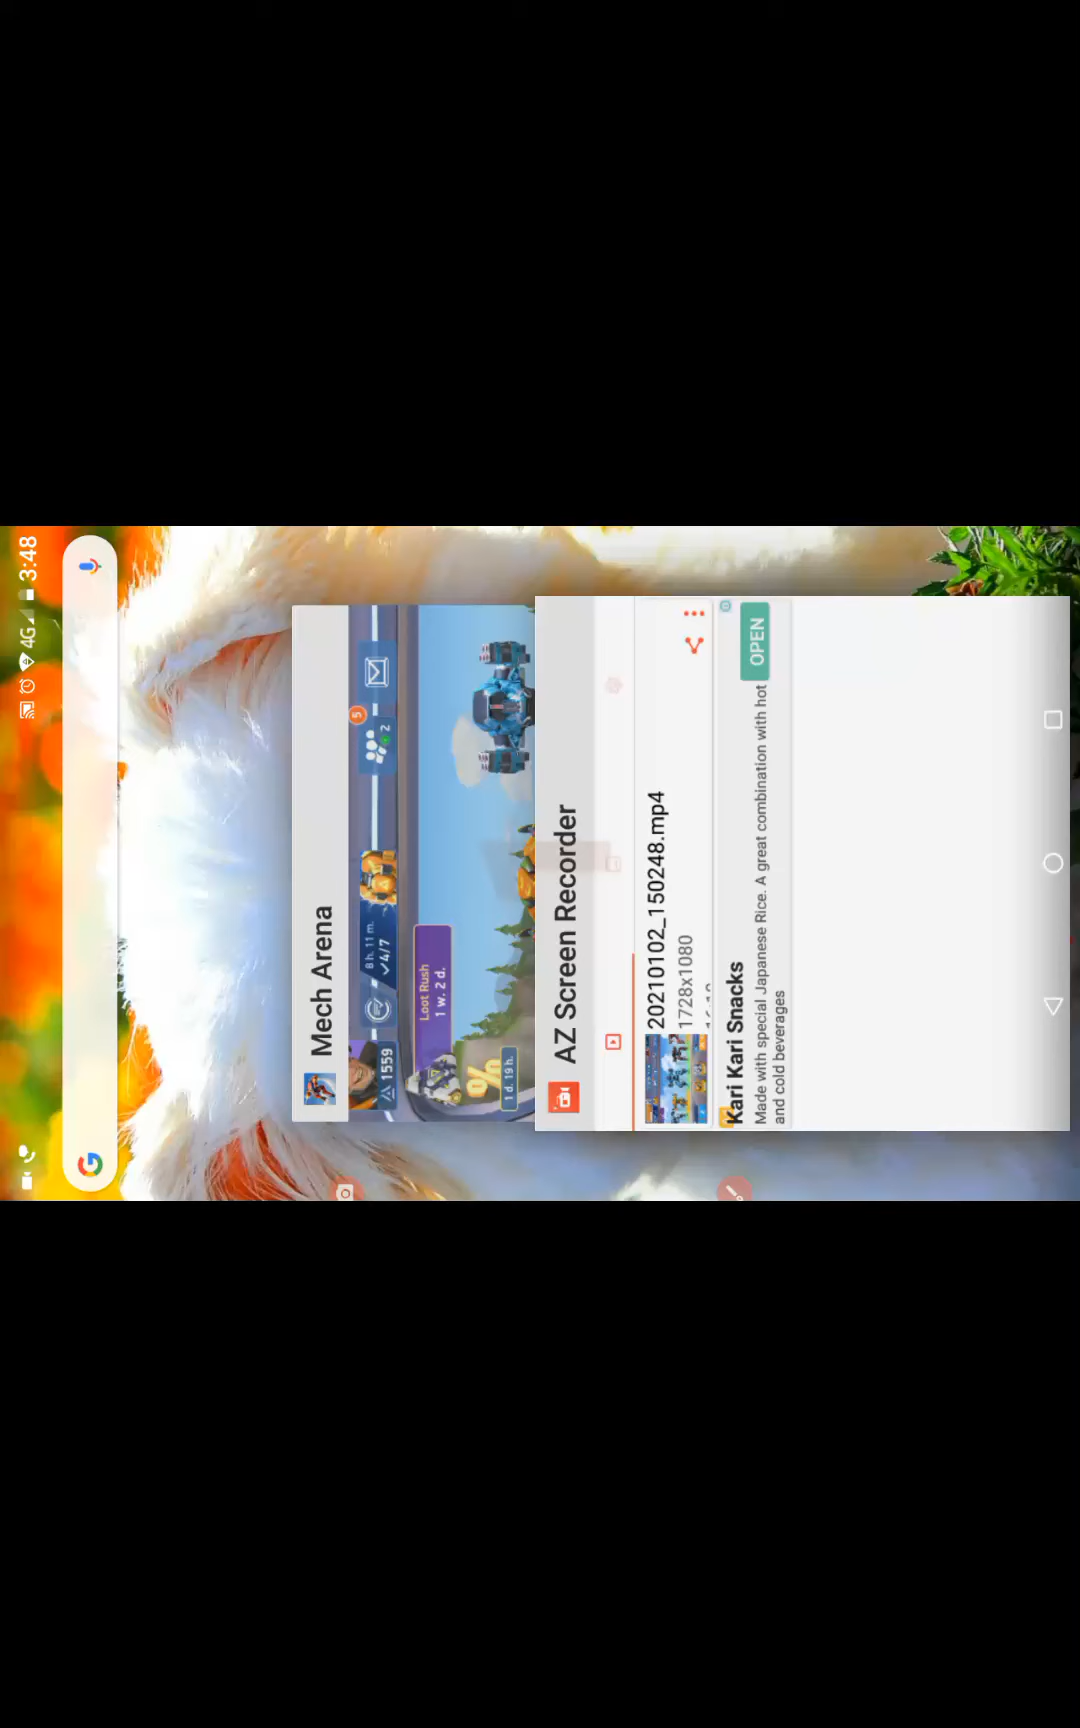 4G 3:48
Mech Arena
1559
8 h. 11 m.
4/7
5
2
Loot Rush
1 w. 2 d.
%
1 d. 19 h.
AZ Screen Recorder
20210102_150248.mp4
1728x1080
Kari Kari Snacks
Made with special Japanese Rice. A great combination with hot
and cold beverages
OPEN